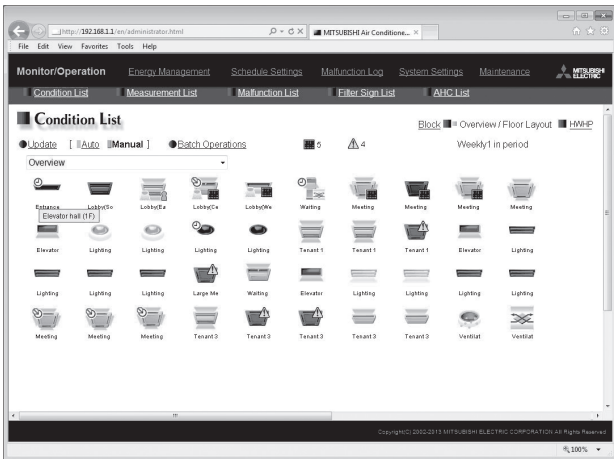 http://192.168.1.1/en/administrator.html
MITSUBISHI Air Conditione...
File Edit View Favorites Tools Help
Monitor/Operation Energy Management Schedule Settings Malfunction Log System Settings Maintenance MITSUBISHI ELECTRIC
Condition List Measurement List Malfunction List Filter Sign List AHC List
Condition List
Block Overview / Floor Layout HWHP
Update [ Auto Manual ] Batch Operations 5 4 Weekly1 in period
Overview
Entrance Lobby(So Lobby(Ea Lobby(Ce Lobby(We Waiting Meeting Meeting Meeting Meeting
Elevator hall (1F)
Elevator Lighting Lighting Lighting Lighting Tenant 1 Tenant 1 Tenant 1 Elevator Lighting
Lighting Lighting Lighting Large Me Waiting Elevator Lighting Lighting Lighting Lighting
Meeting Meeting Meeting Tenant 3 Tenant 3 Tenant 3 Tenant 3 Tenant 3 Ventilat Ventilat
Copyright(C) 2002-2013 MITSUBISHI ELECTRIC CORPORATION All Rights Reserved
100%